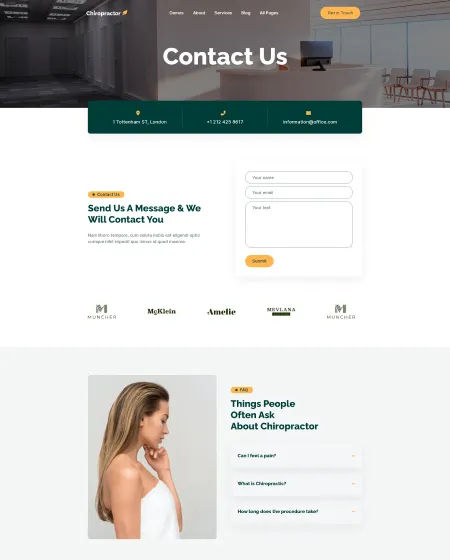 Chiropractor
Demos About Services Blog All Pages
Get In Touch
Contact Us
1 Tottenham ST, London
+1 212 425 8617
information@office.com
Contact Us
Send Us A Message & We
Will Contact You
Nam libero tempore, cum soluta nobis est eligendi optio
cumque nihil impedit quo minus id quod maxime.
Your name
Your email
Your text
Submit
MUNCHER
McKlein
Amelie
MEVLANA
MUNCHER
FAQ
Things People
Often Ask
About Chiropractor
Can I feel a pain?
What is Chiropractic?
How long does the procedure take?